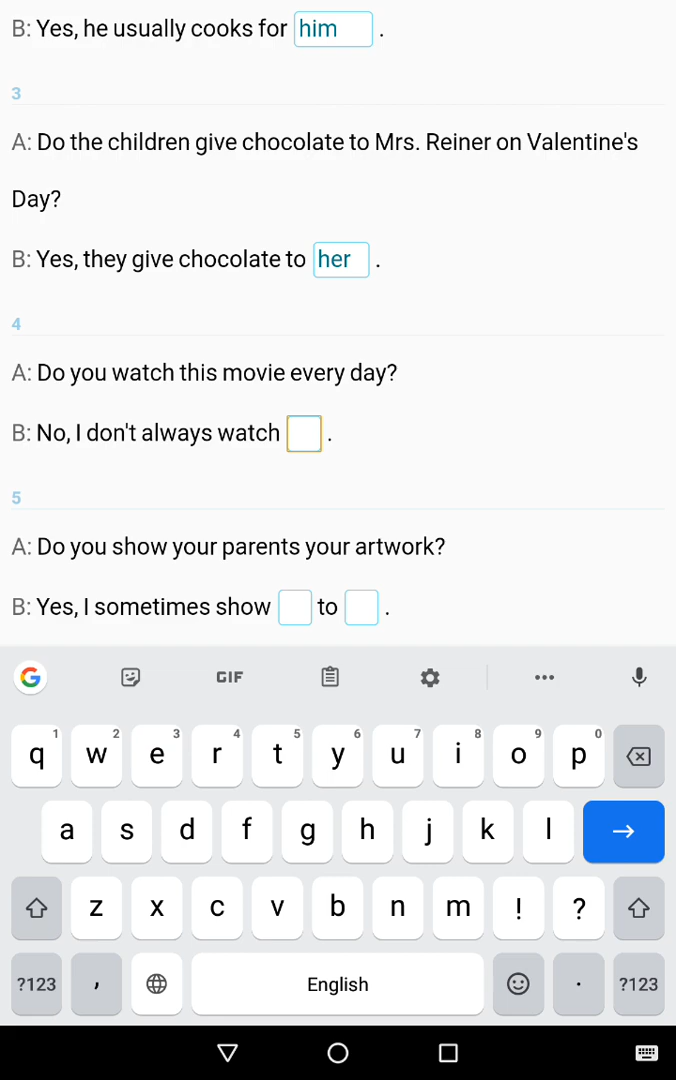 B: Yes, he usually cooks for him .
3
A: Do the children give chocolate to Mrs. Reiner on Valentine's
Day?
B: Yes, they give chocolate to her .
4
A: Do you watch this movie every day?
B: No, I don't always watch .
5
A: Do you show your parents your artwork?
B: Yes, I sometimes show to .
G GIF
q 1 w 2 e 3 r 4 t 5 y 6 u 7 i 8 o 9 p 0
a s d f g h j k l
z x c v b n m ! ?
?123 , English . ?123